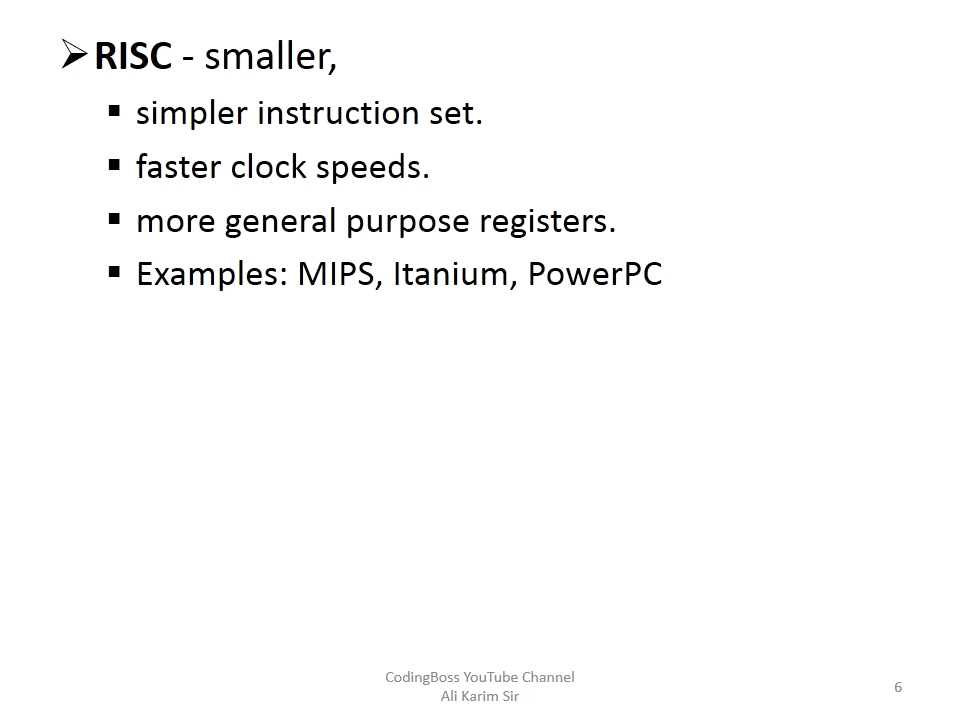 ➢RISC - smaller,
▪ simpler instruction set.
▪ faster clock speeds.
▪ more general purpose registers.
▪ Examples: MIPS, Itanium, PowerPC
CodingBoss YouTube Channel
Ali Karim Sir
6